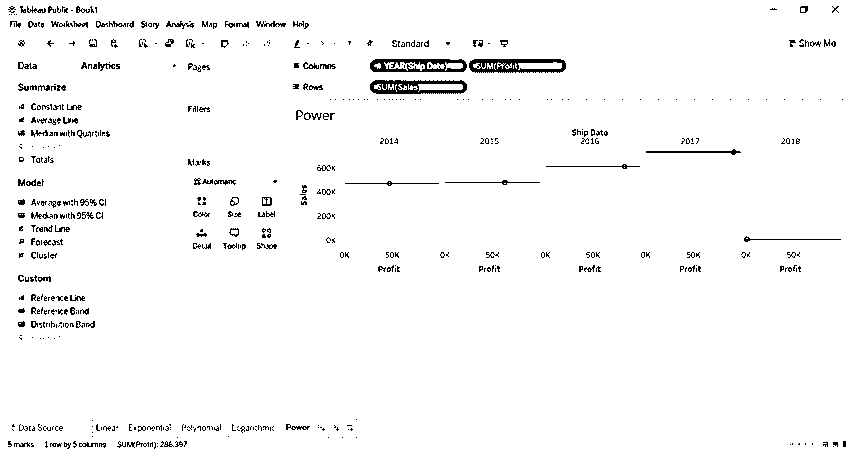 Tableau Public - Book1
File Data Worksheet Dashboard Story Analysis Map Format Window Help
Standard
Show Me
Data Analytics
Pages
Columns YEAR(Ship Date) SUM(Profit)
Rows SUM(Sales)
Summarize
Constant Line
Average Line
Median with Quartiles
Totals
Model
Average with 95% CI
Median with 95% CI
Trend Line
Forecast
Cluster
Custom
Reference Line
Reference Band
Distribution Band
Filters
Marks
Automatic
Color Size Label
Detail Tooltip Shape
Power
Ship Date
2014 2015 2016 2017 2018
Sales
600K
400K
200K
0K
0K 50K 0K 50K 0K 50K 0K 50K 0K 50K
Profit Profit Profit Profit Profit
Data Source Linear Exponential Polynomial Logarithmic Power
5 marks 1 row by 5 columns SUM(Profit): 286,397